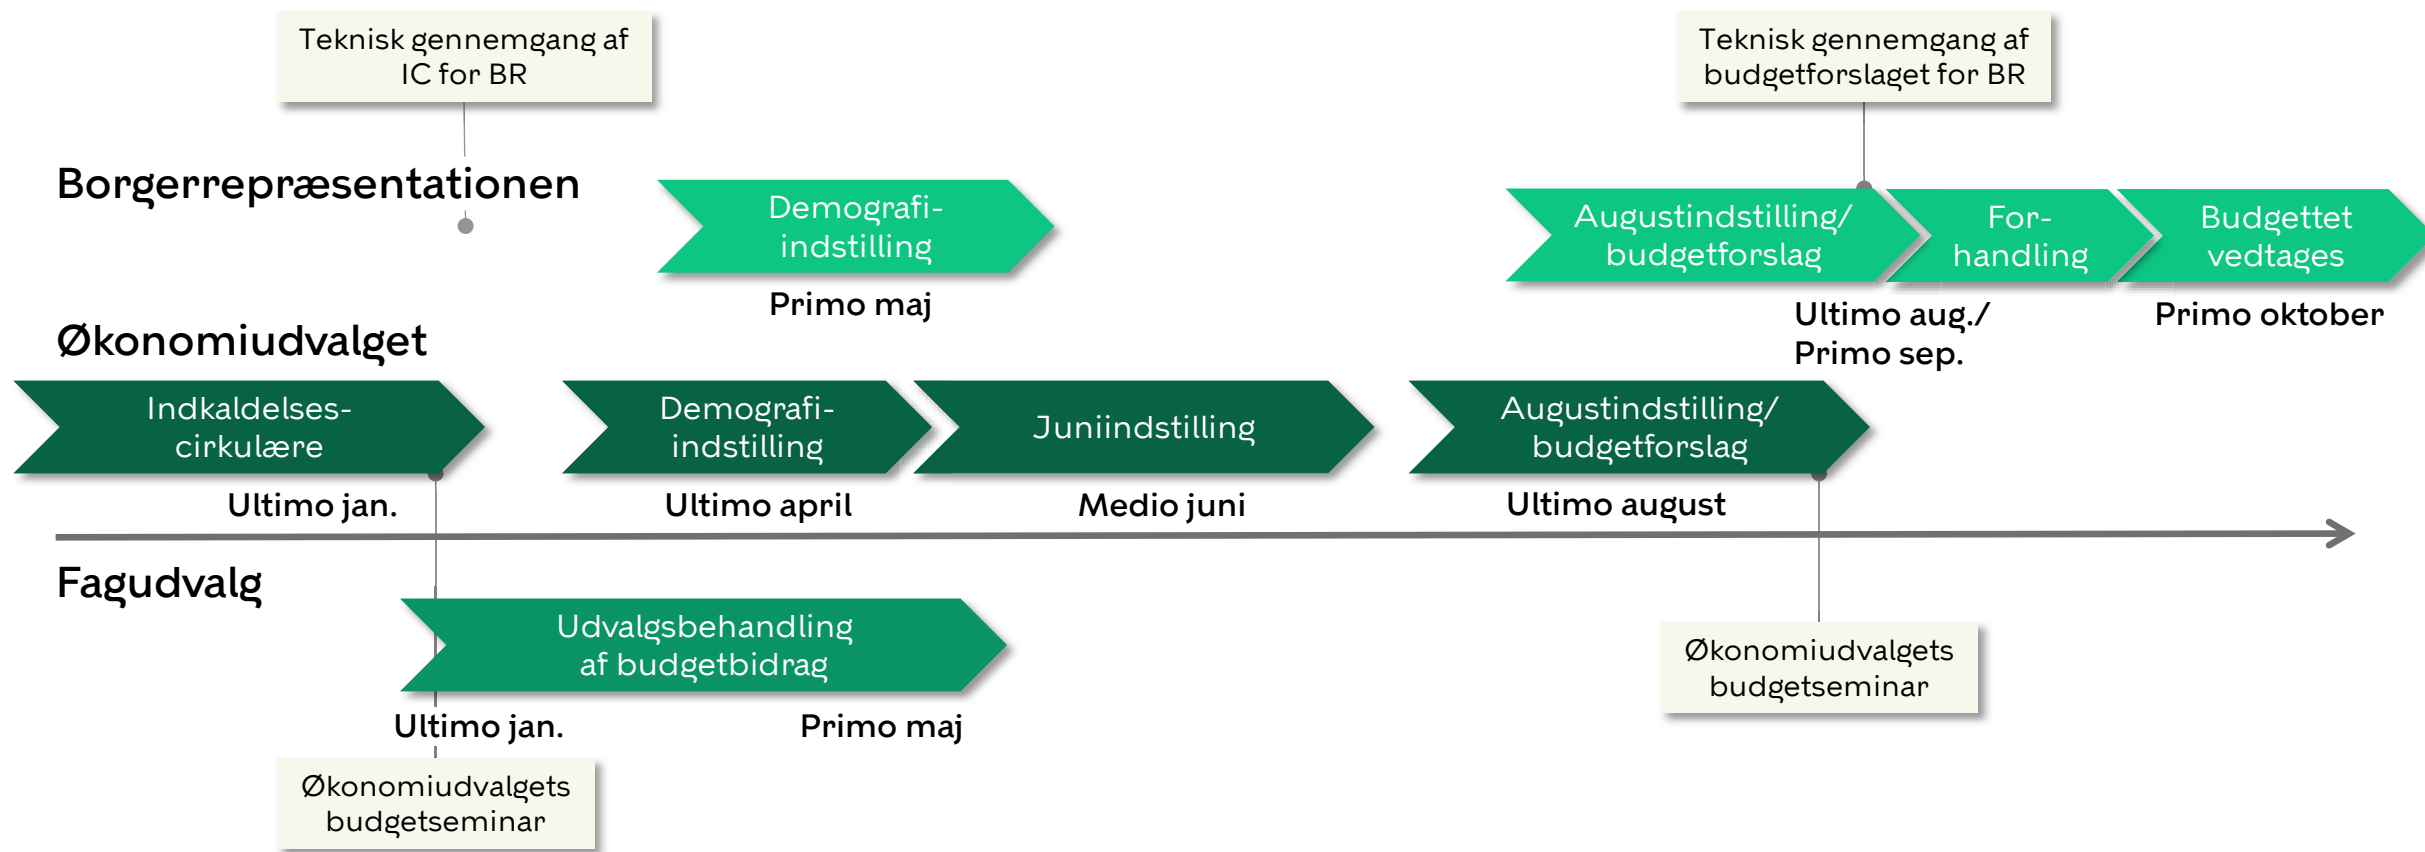 Teknisk gennemgang af
IC for BR
Teknisk gennemgang af
budgetforslaget for BR
Borgerrepræsentationen
Demografi-
indstilling
Primo maj
Augustindstilling/
budgetforslag
For-
handling
Budgettet
vedtages
Ultimo aug./
Primo sep.
Primo oktober
Økonomiudvalget
Indkaldelses-
cirkulære
Ultimo jan.
Demografi-
indstilling
Ultimo april
Juniindstilling
Medio juni
Augustindstilling/
budgetforslag
Ultimo august
Fagudvalg
Udvalgsbehandling
af budgetbidrag
Ultimo jan.
Primo maj
Økonomiudvalgets
budgetseminar
Økonomiudvalgets
budgetseminar